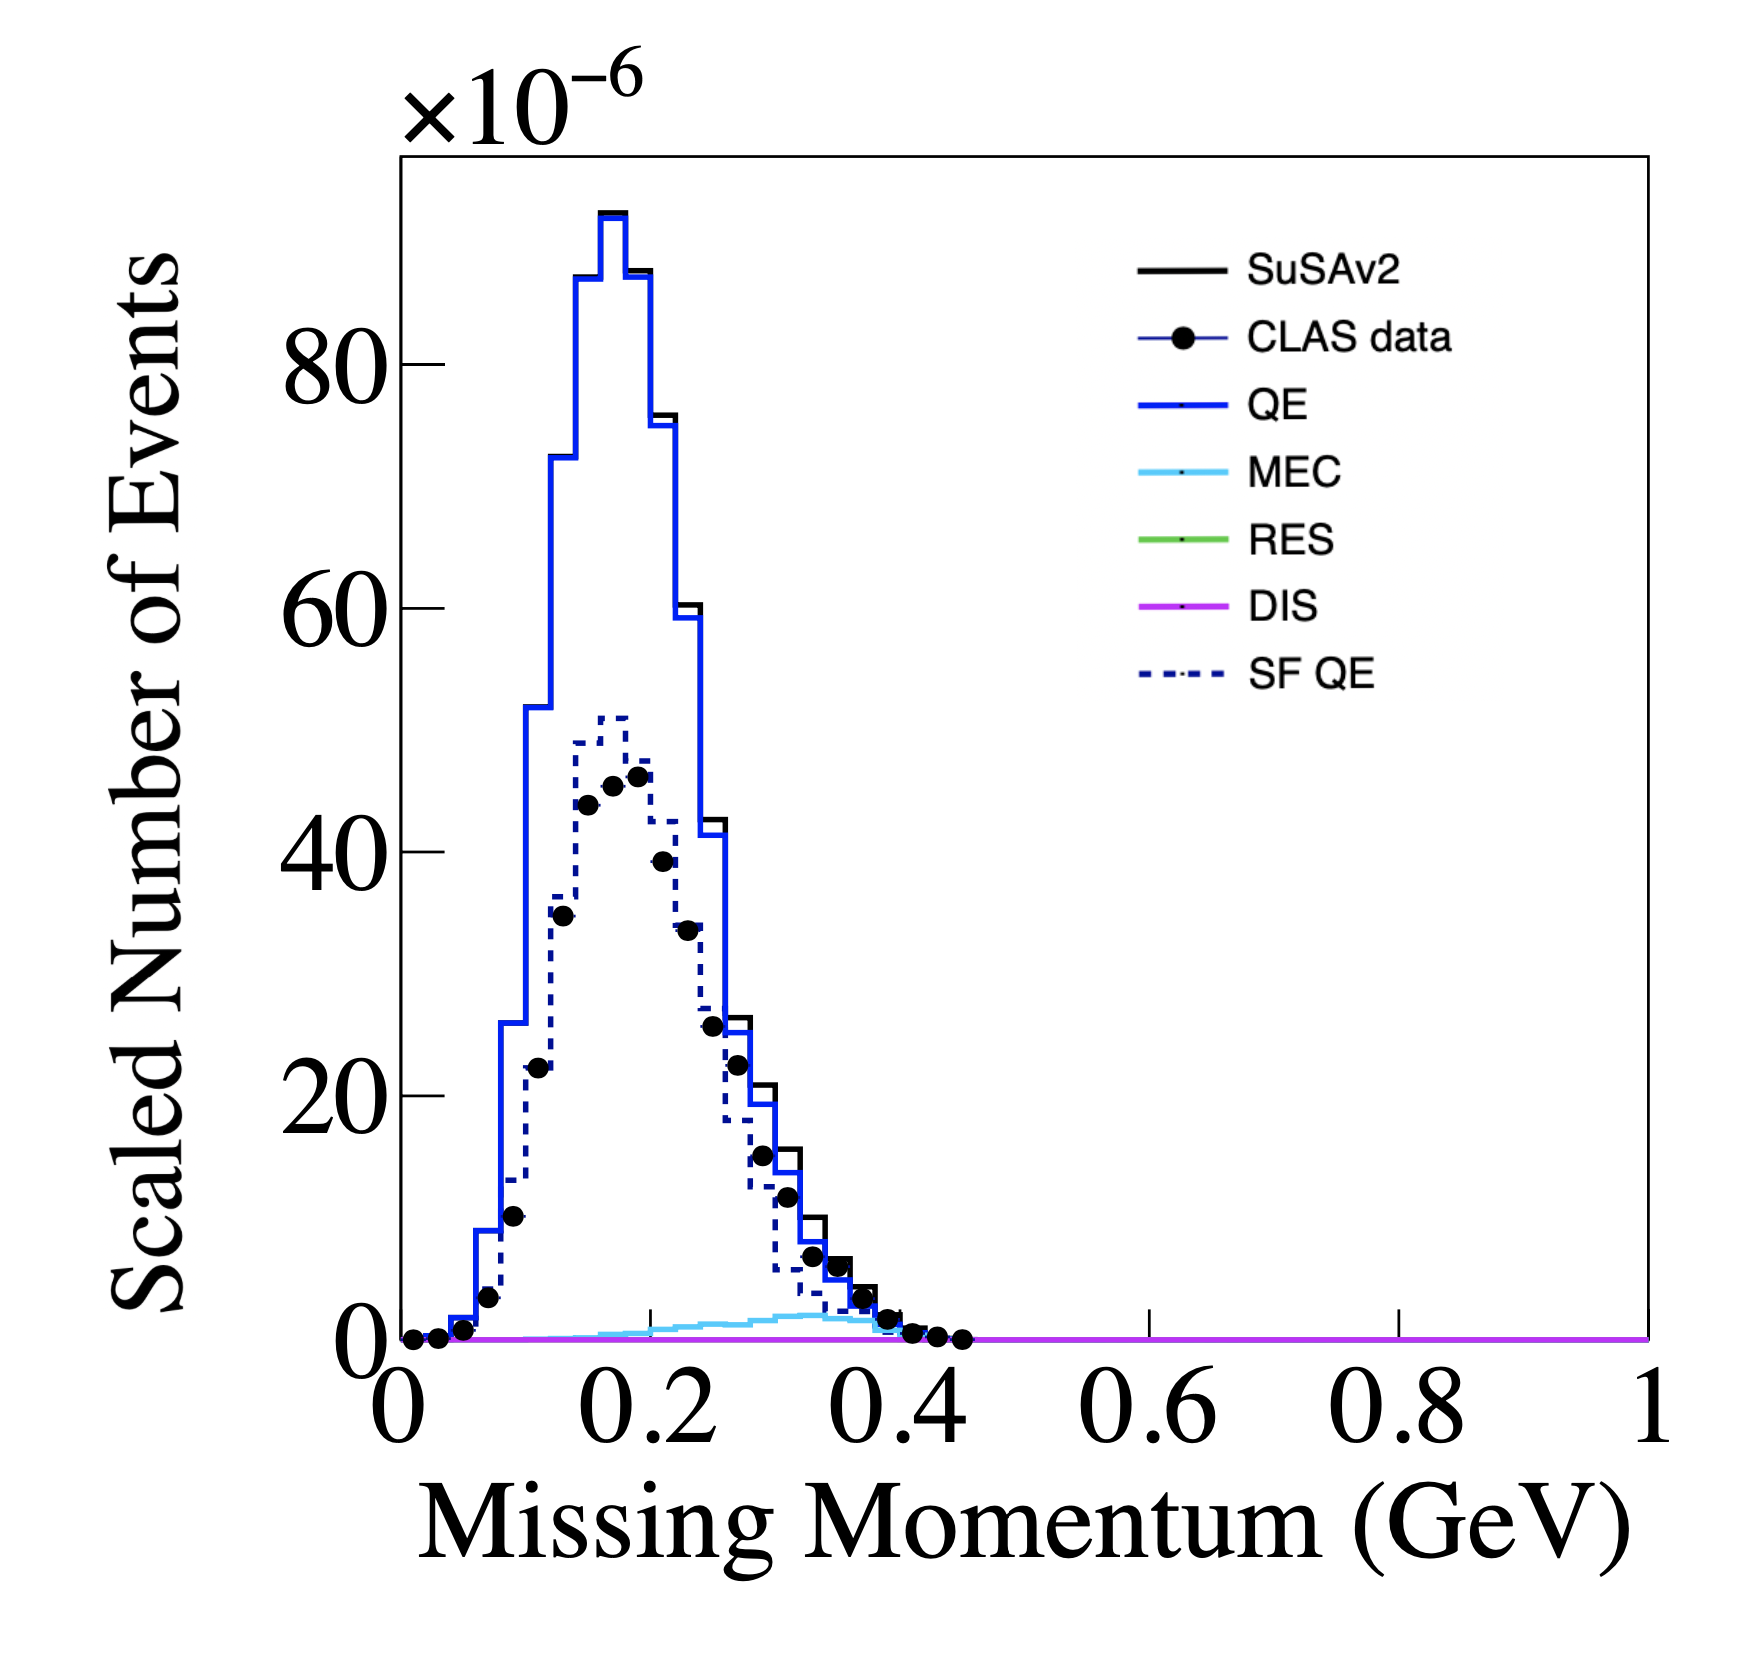 ×10−6
Scaled Number of Events
80
60
40
20
0
SuSAv2
CLAS data
QE
MEC
RES
DIS
SF QE
0 0.2 0.4 0.6 0.8 1
Missing Momentum (GeV)